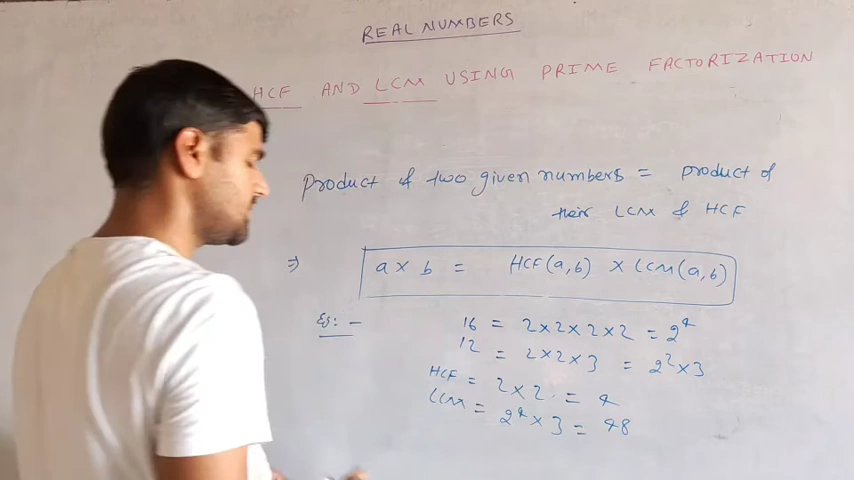 REAL NUMBERS
HCF AND LCM USING PRIME FACTORIZATION
Product of two given numbers = product of
their LCM & HCF
⇒ a × b = HCF(a,b) × LCM(a,b)
Eg: –
16 = 2×2×2×2 = 2⁴
12 = 2×2×3 = 2²×3
HCF = 2×2 = 4
LCM = 2⁴×3 = 48